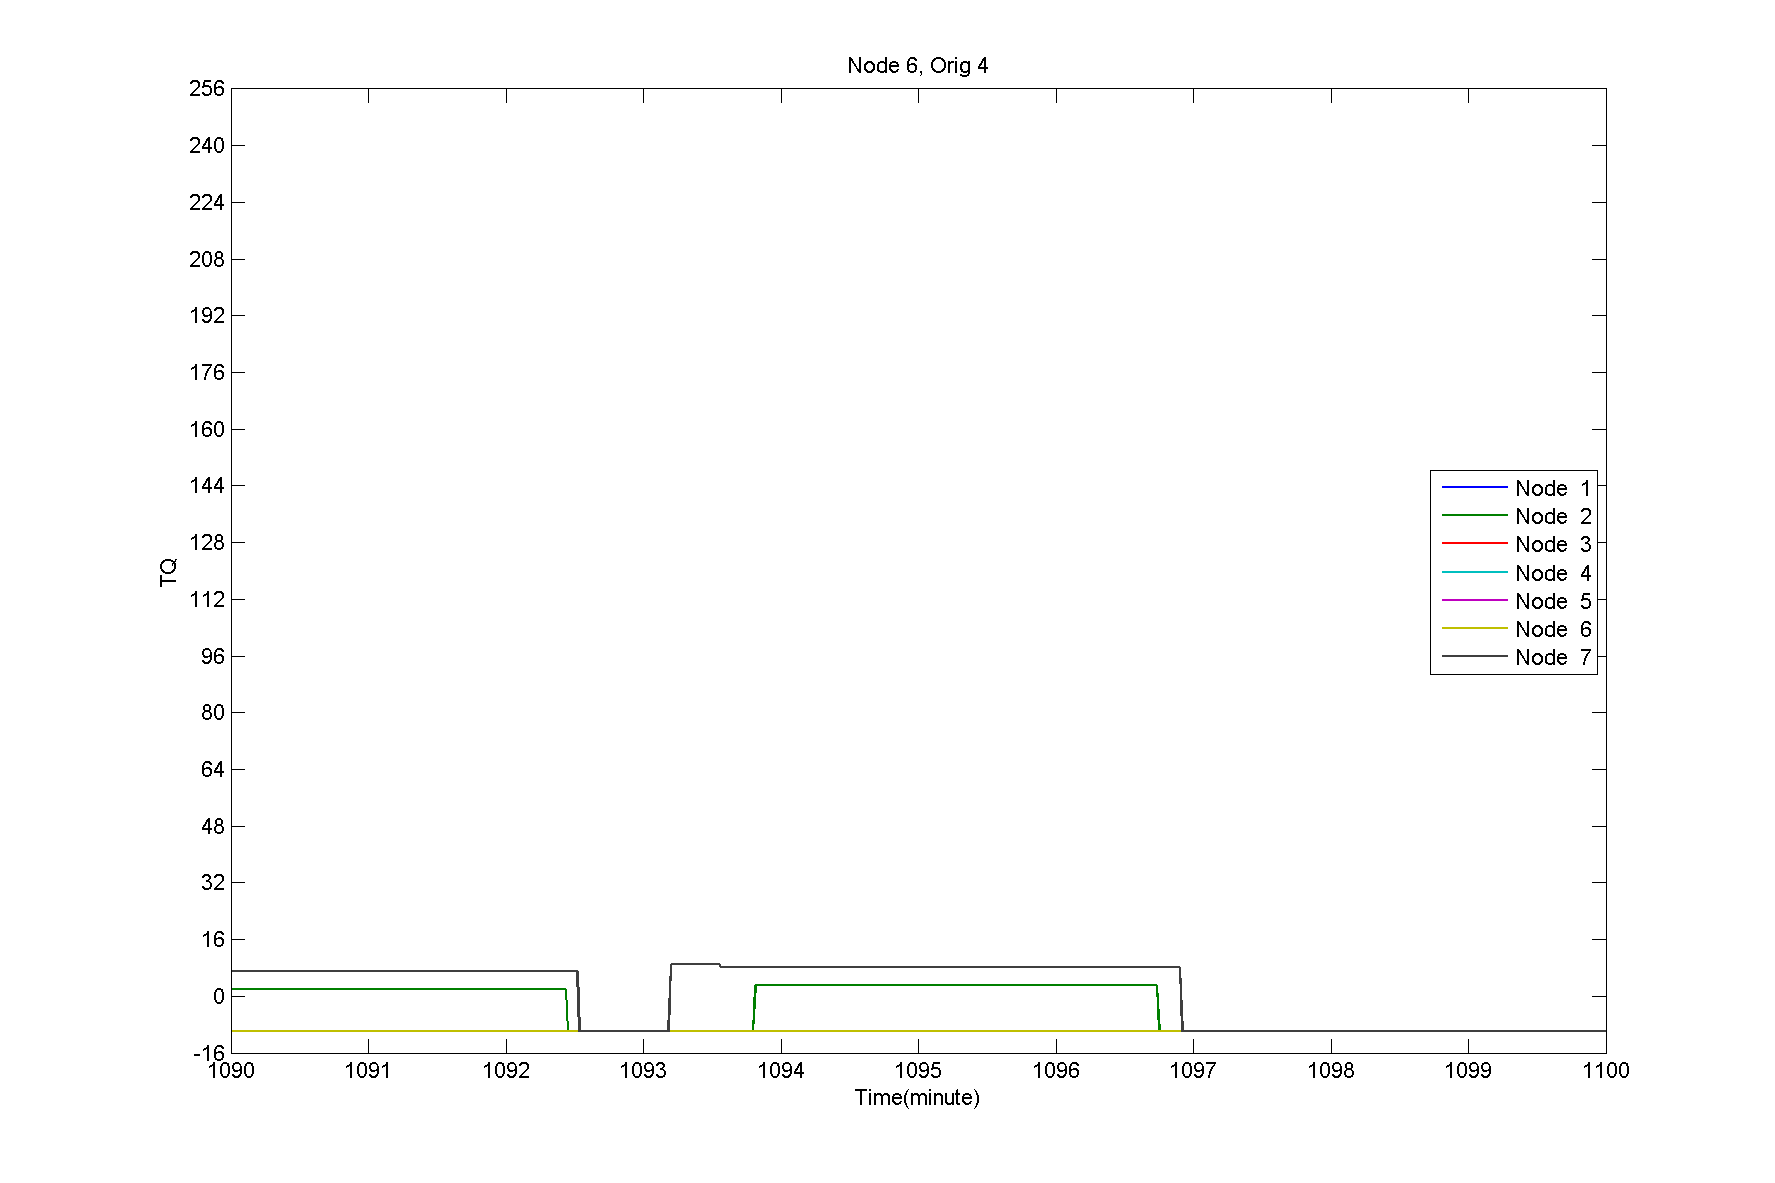 Node 6, Orig 4
256
240
224
208
192
176
160
144
128
112
96
80
64
48
32
16
0
-16
TQ
Node 1
Node 2
Node 3
Node 4
Node 5
Node 6
Node 7
1090 1091 1092 1093 1094 1095 1096 1097 1098 1099 1100
Time(minute)